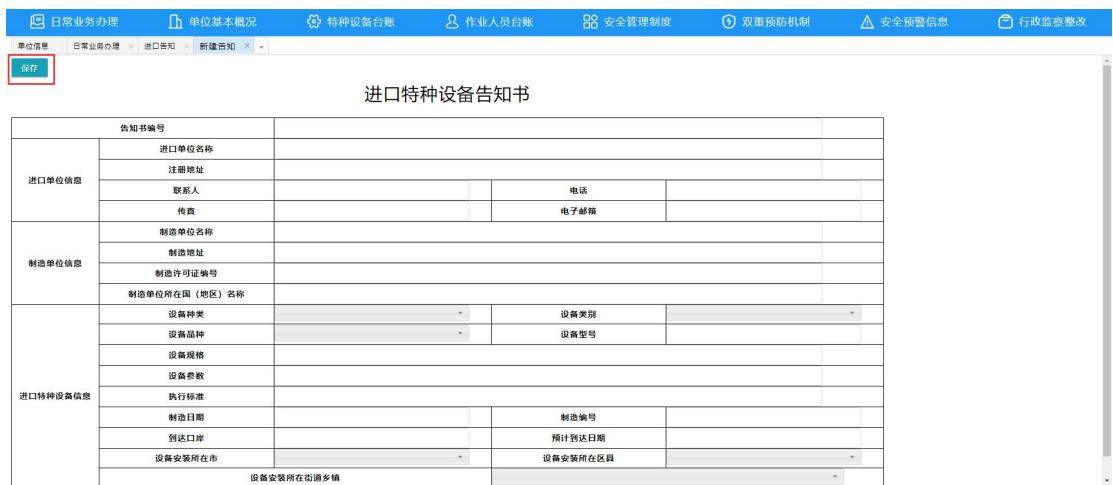 日常业务办理 单位基本概况 特种设备台账 作业人员台账 安全管理制度 双重预防机制 安全预警信息 行政监察整改
单位信息 日常业务办理 × 进口告知 × 新建告知 ×
保存
进口特种设备告知书
告知书编号
进口单位信息
进口单位名称
注册地址
联系人 电话
传真 电子邮箱
制造单位信息
制造单位名称
制造地址
制造许可证编号
制造单位所在国（地区）名称
进口特种设备信息
设备种类 设备类别
设备品种 设备型号
设备规格
设备参数
执行标准
制造日期 制造编号
到达口岸 预计到达日期
设备安装所在市 设备安装所在区县
设备安装所在街道乡镇